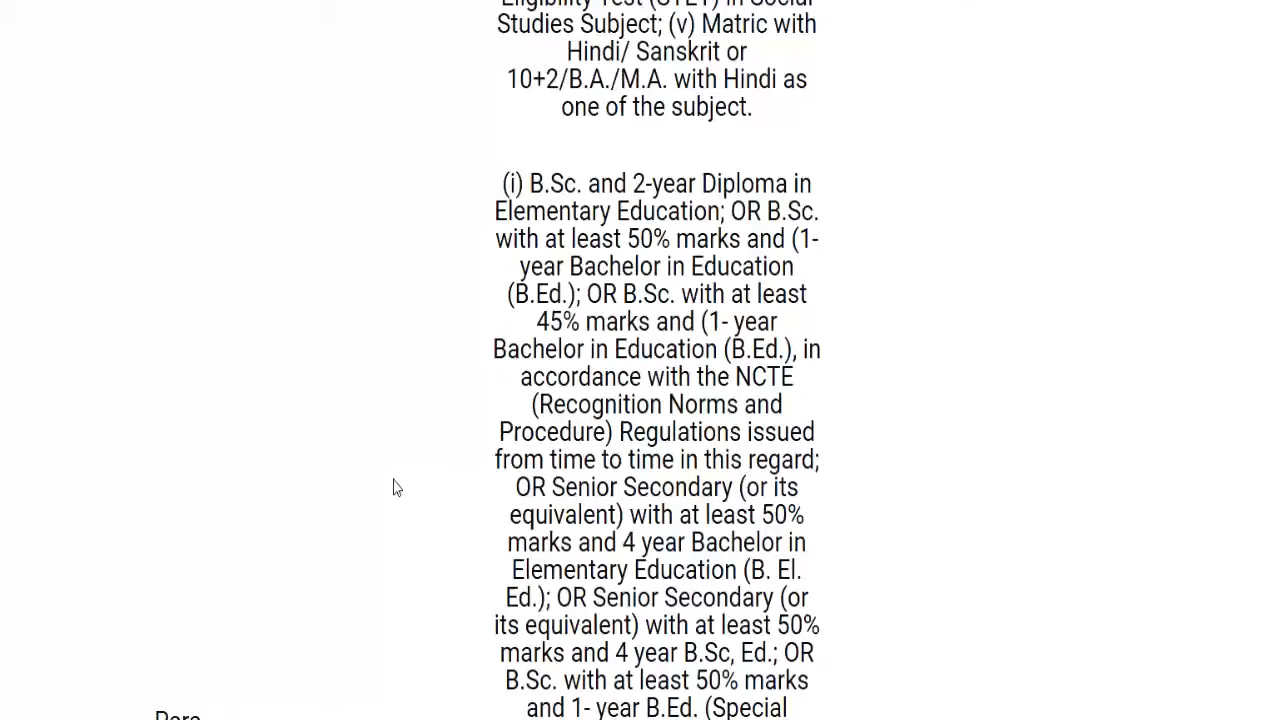 Eligibility Test (STET) in Social
Studies Subject; (v) Matric with
Hindi/ Sanskrit or
10+2/B.A./M.A. with Hindi as
one of the subject.
(i) B.Sc. and 2-year Diploma in
Elementary Education; OR B.Sc.
with at least 50% marks and (1-
year Bachelor in Education
(B.Ed.); OR B.Sc. with at least
45% marks and (1- year
Bachelor in Education (B.Ed.), in
accordance with the NCTE
(Recognition Norms and
Procedure) Regulations issued
from time to time in this regard;
OR Senior Secondary (or its
equivalent) with at least 50%
marks and 4 year Bachelor in
Elementary Education (B. El.
Ed.); OR Senior Secondary (or
its equivalent) with at least 50%
marks and 4 year B.Sc, Ed.; OR
B.Sc. with at least 50% marks
and 1- year B.Ed. (Special
Para